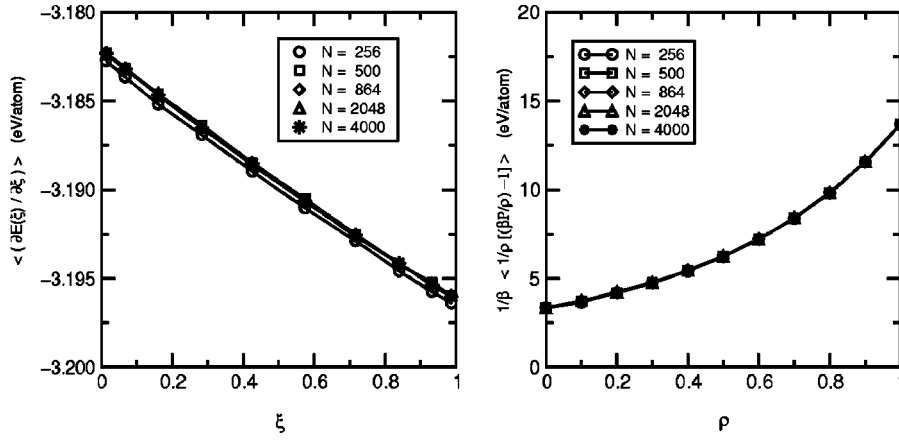 −3.180
−3.185
−3.190
−3.195
−3.200
< (∂E(ξ) / ∂ξ ) > (eV/atom)
0 0.2 0.4 0.6 0.8 1
ξ
N = 256
N = 500
N = 864
N = 2048
N = 4000
20
15
10
5
0
1/β < 1/ρ [(βP/ρ) −1] > (eV/atom)
0 0.2 0.4 0.6 0.8 1
ρ
N = 256
N = 500
N = 864
N = 2048
N = 4000